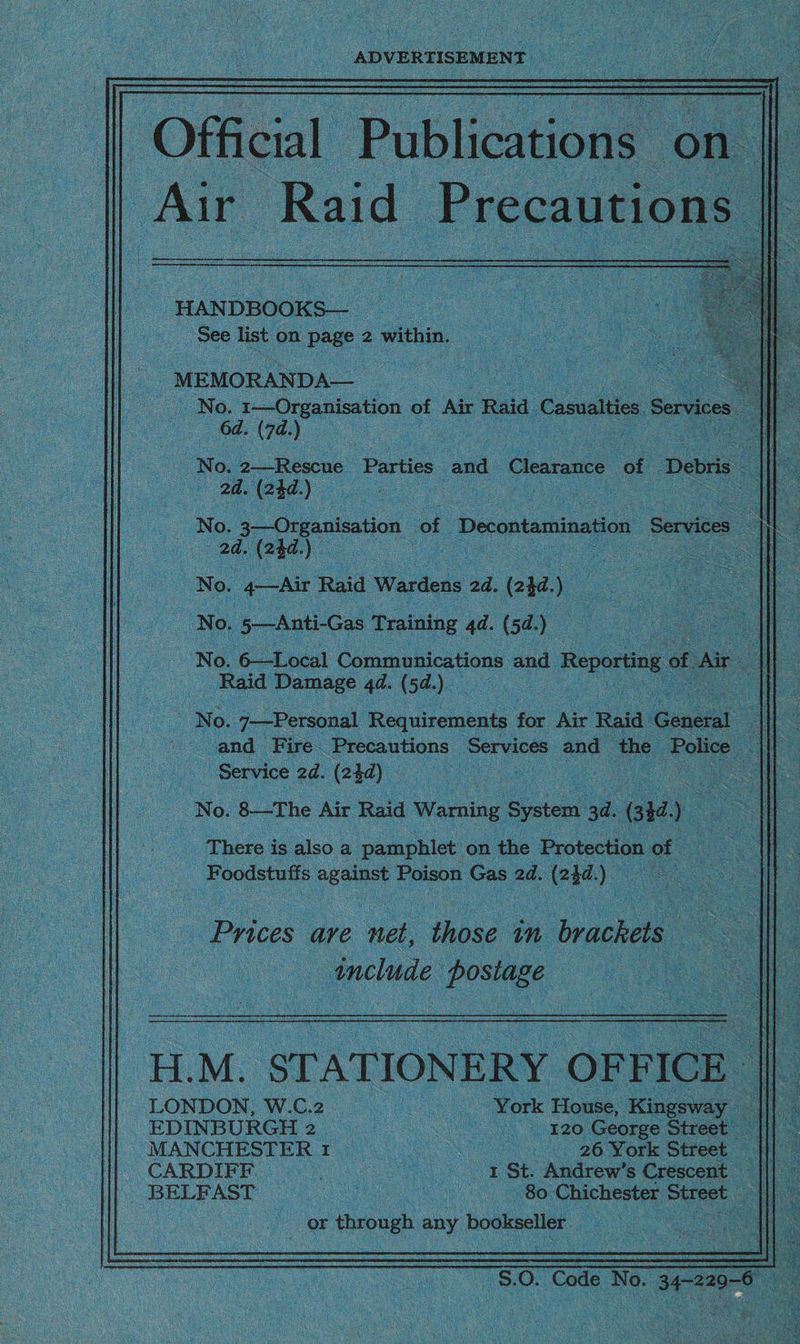 ADVERTISEMENT
Official Publications on
Air Raid Precautions
HANDBOOKS—
See list on page 2 within.
MEMORANDA—
No. 1—Organisation of Air Raid Casualties Services
6d. (7d.)
No. 2—Rescue Parties and Clearance of Debris
2d. (2½d.)
No. 3—Organisation of Decontamination Services
2d. (2½d.)
No. 4—Air Raid Wardens 2d. (2½d.)
No. 5—Anti-Gas Training 4d. (5d.)
No. 6—Local Communications and Reporting of Air
Raid Damage 4d. (5d.)
No. 7—Personal Requirements for Air Raid General
and Fire Precautions Services and the Police
Service 2d. (2½d)
No. 8—The Air Raid Warning System 3d. (3½d.)
There is also a pamphlet on the Protection of
Foodstuffs against Poison Gas 2d. (2½d.)
Prices are net, those in brackets
include postage
H.M. STATIONERY OFFICE
LONDON, W.C.2 York House, Kingsway
EDINBURGH 2 120 George Street
MANCHESTER 1 26 York Street
CARDIFF 1 St. Andrew's Crescent
BELFAST 80 Chichester Street
or through any bookseller
S.O. Code No. 34-229-6